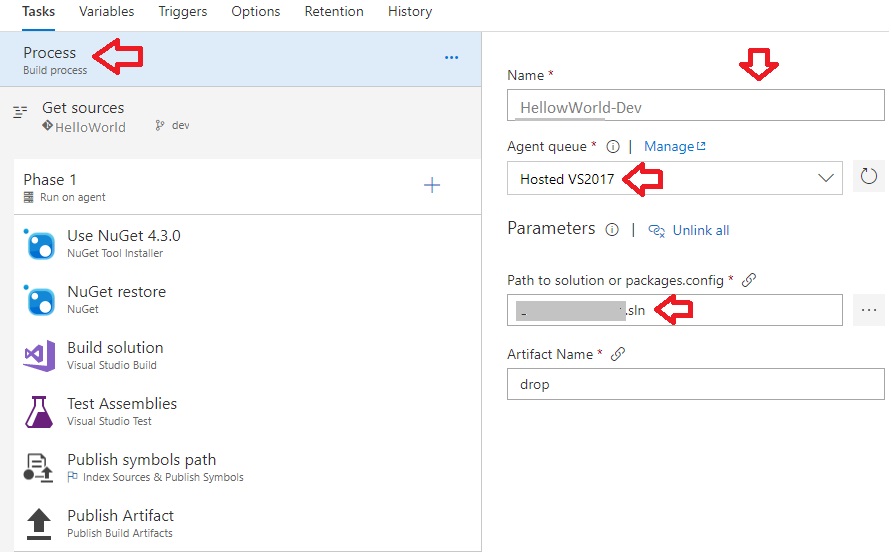 Tasks Variables Triggers Options Retention History
Process
Build process
Get sources
HelloWorld dev
Phase 1
Run on agent
Use NuGet 4.3.0
NuGet Tool Installer
NuGet restore
NuGet
Build solution
Visual Studio Build
Test Assemblies
Visual Studio Test
Publish symbols path
Index Sources & Publish Symbols
Publish Artifact
Publish Build Artifacts
Name *
HellowWorld-Dev
Agent queue * | Manage
Hosted VS2017
Parameters | Unlink all
Path to solution or packages.config *
.sln
Artifact Name *
drop